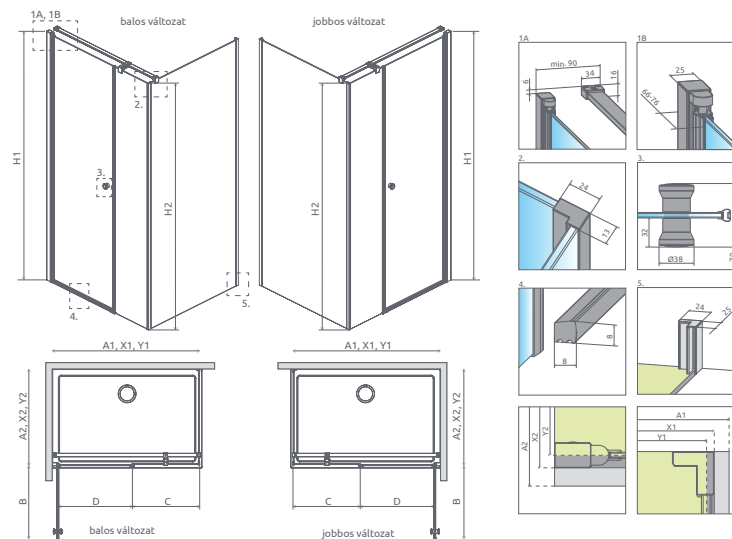 1A, 1B
balos változat
jobbos változat
H1
2.
3.
H2
4.
5.
H2
H1
1A
min. 90
6
34
16
1B
25
66-76
2.
24
13
3.
32
Ø38
4.
8
8
5.
24
25
A1, X1, Y1
A2, X2, Y2
B
D
C
balos változat
A1, X1, Y1
A2, X2, Y2
B
C
D
jobbos változat
A2
X2
Y2
A1
X1
Y1